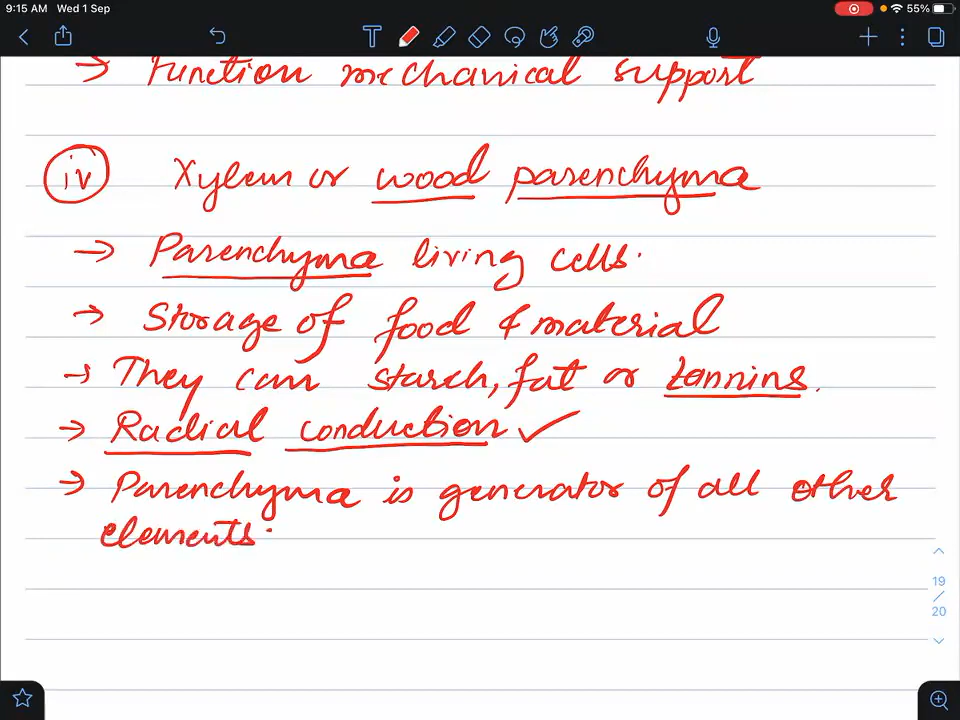 9:15 AM Wed 1 Sep
55%
T
→ Function mechanical support
iv Xylem or wood parenchyma
→ Parenchyma living cells.
→ Storage of food & material
→ They can starch, fat or tannins.
→ Radial conduction ✓
→ Parenchyma is generator of all other
elements.
19
/
20